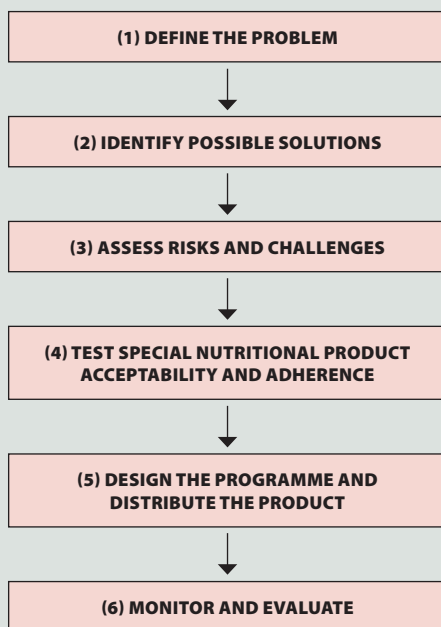 (1) DEFINE THE PROBLEM
(2) IDENTIFY POSSIBLE SOLUTIONS
(3) ASSESS RISKS AND CHALLENGES
(4) TEST SPECIAL NUTRITIONAL PRODUCT
ACCEPTABILITY AND ADHERENCE
(5) DESIGN THE PROGRAMME AND
DISTRIBUTE THE PRODUCT
(6) MONITOR AND EVALUATE